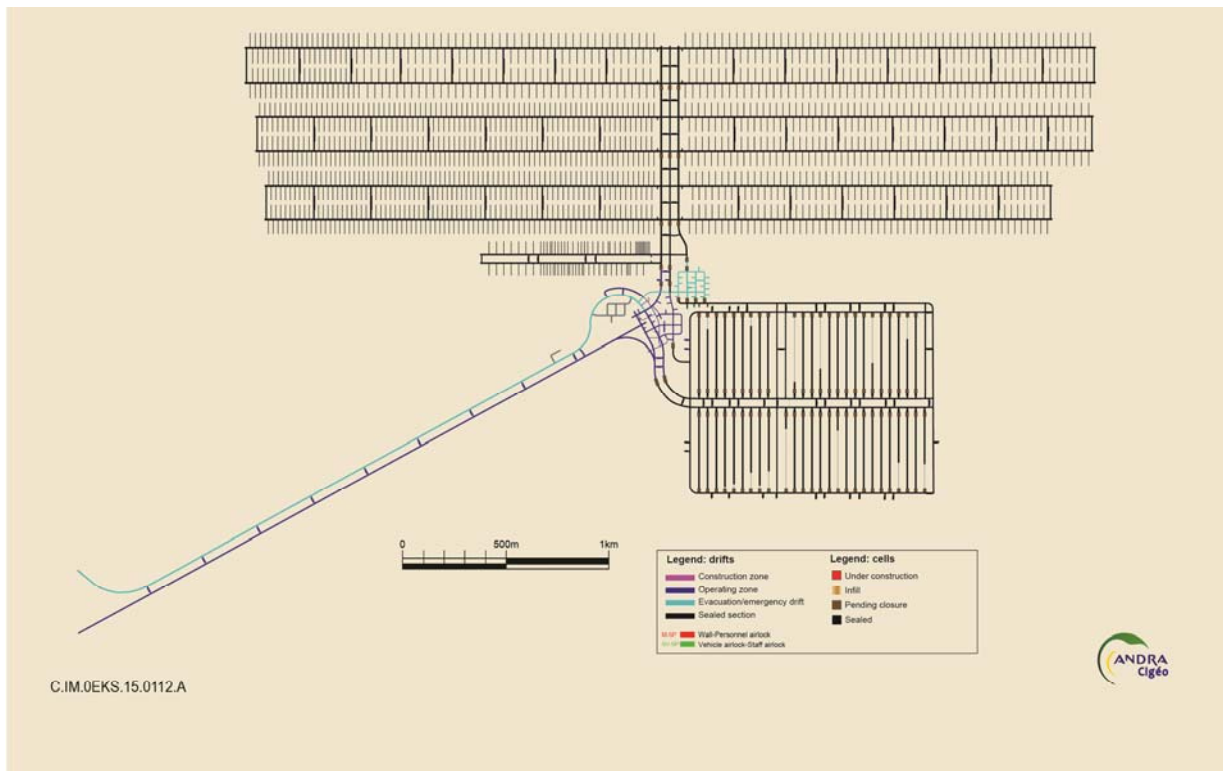 0
500m
1km
Legend: drifts
Construction zone
Operating zone
Evacuation/emergency drift
Sealed section
Wall-Personnel airlock
Vehicle airlock-Staff airlock
Legend: cells
Under construction
Infill
Pending closure
Sealed
ANDRA
Cigéo
C.IM.0EKS.15.0112.A